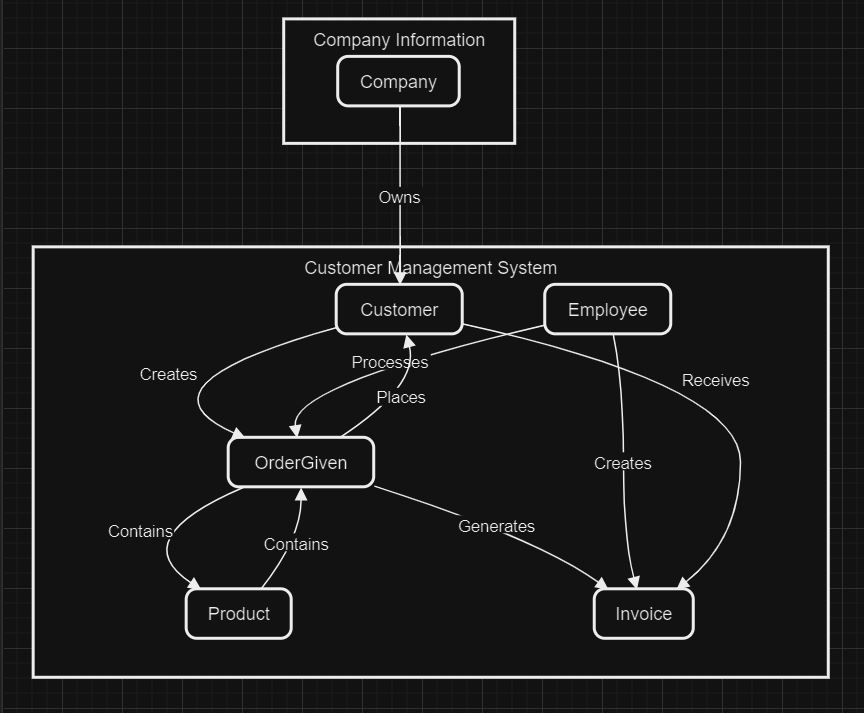 Company Information
Company
Owns
Customer Management System
Customer
Employee
Processes
Creates
Receives
Places
OrderGiven
Creates
Generates
Contains
Contains
Product
Invoice